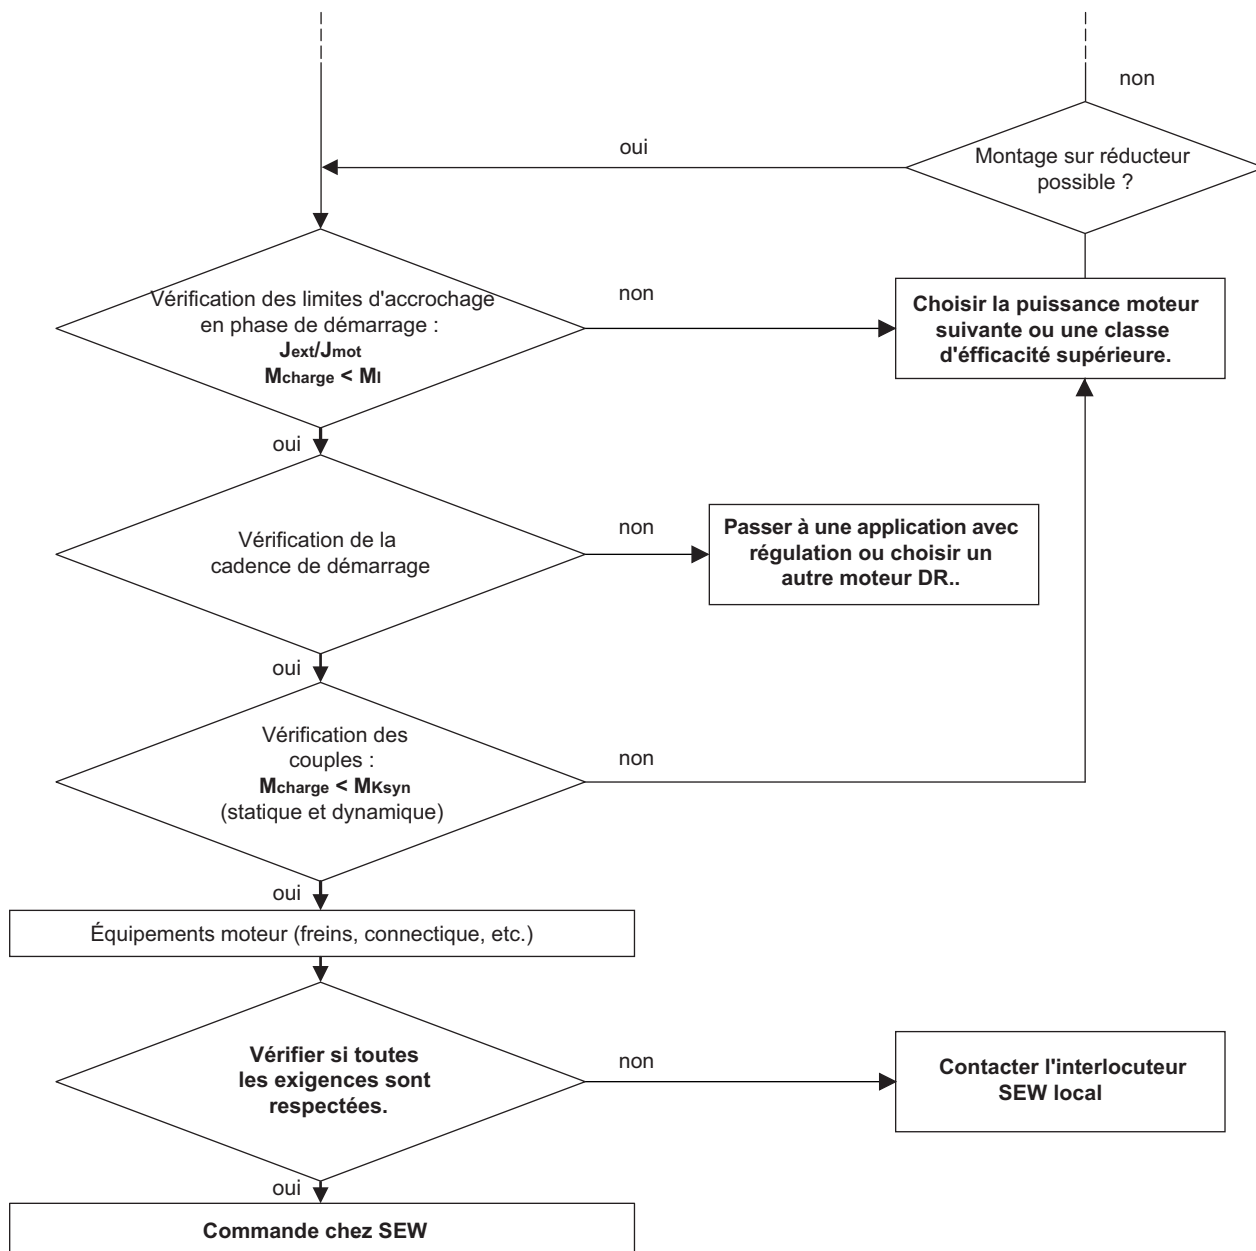 non
oui
Montage sur réducteur
possible ?
Vérification des limites d'accrochage
en phase de démarrage :
Jext/Jmot
Mcharge < MI
non
Choisir la puissance moteur
suivante ou une classe
d'éfficacité supérieure.
oui
Vérification de la
cadence de démarrage
non
Passer à une application avec
régulation ou choisir un
autre moteur DR..
oui
Vérification des
couples :
Mcharge < MKsyn
(statique et dynamique)
non
oui
Équipements moteur (freins, connectique, etc.)
Vérifier si toutes
les exigences sont
respectées.
non
Contacter l'interlocuteur
SEW local
oui
Commande chez SEW